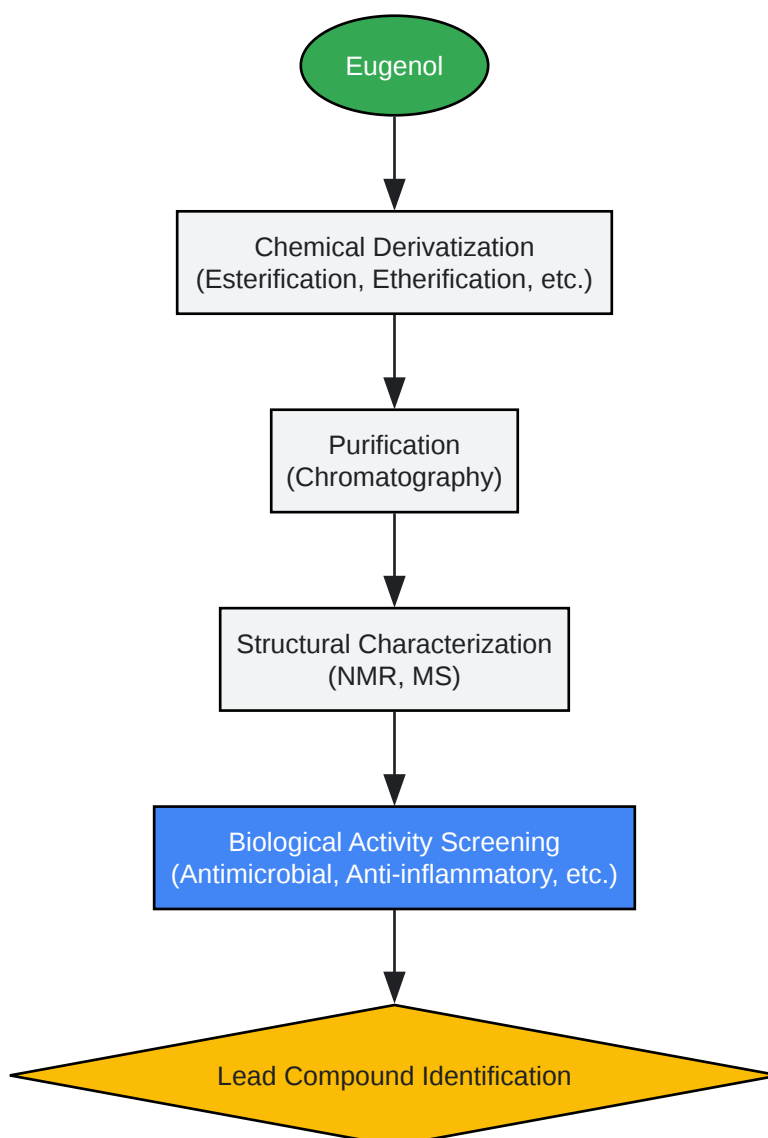 Eugenol
Chemical Derivatization
(Esterification, Etherification, etc.)
Purification
(Chromatography)
Structural Characterization
(NMR, MS)
Biological Activity Screening
(Antimicrobial, Anti-inflammatory, etc.)
Lead Compound Identification